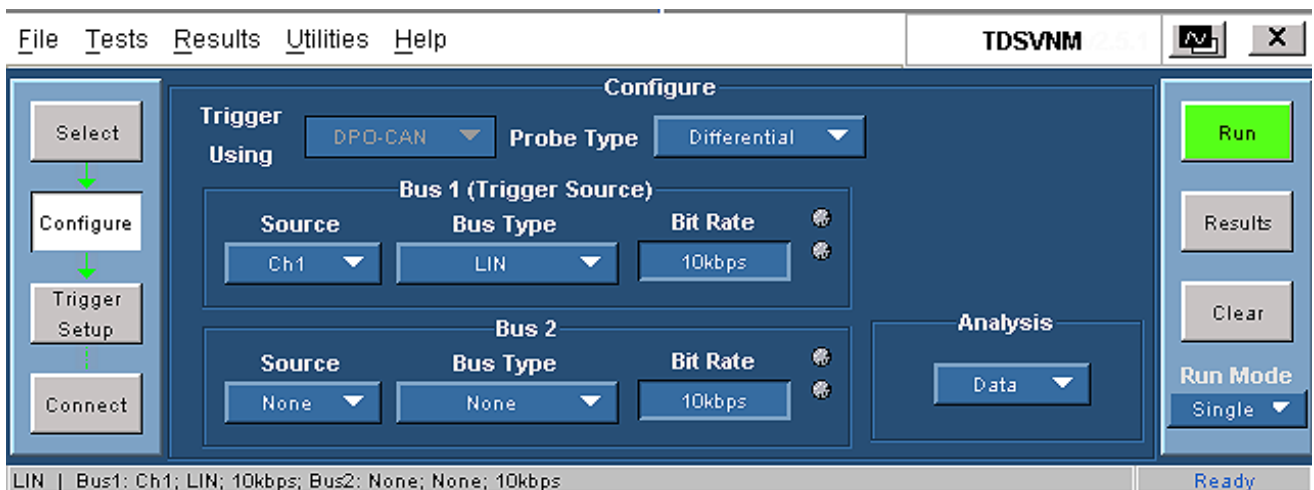 File Tests Results Utilities Help TDSVNM v2.5.1
Configure
Select
Configure
Trigger
Setup
Connect
Trigger
Using
DPO-CAN
Probe Type
Differential
Bus 1 (Trigger Source)
Source Bus Type Bit Rate
Ch1 LIN 10kbps
Bus 2
Source Bus Type Bit Rate
None None 10kbps
Analysis
Data
Run
Results
Clear
Run Mode
Single
LIN | Bus1: Ch1; LIN; 10kbps; Bus2: None; None; 10kbps
Ready